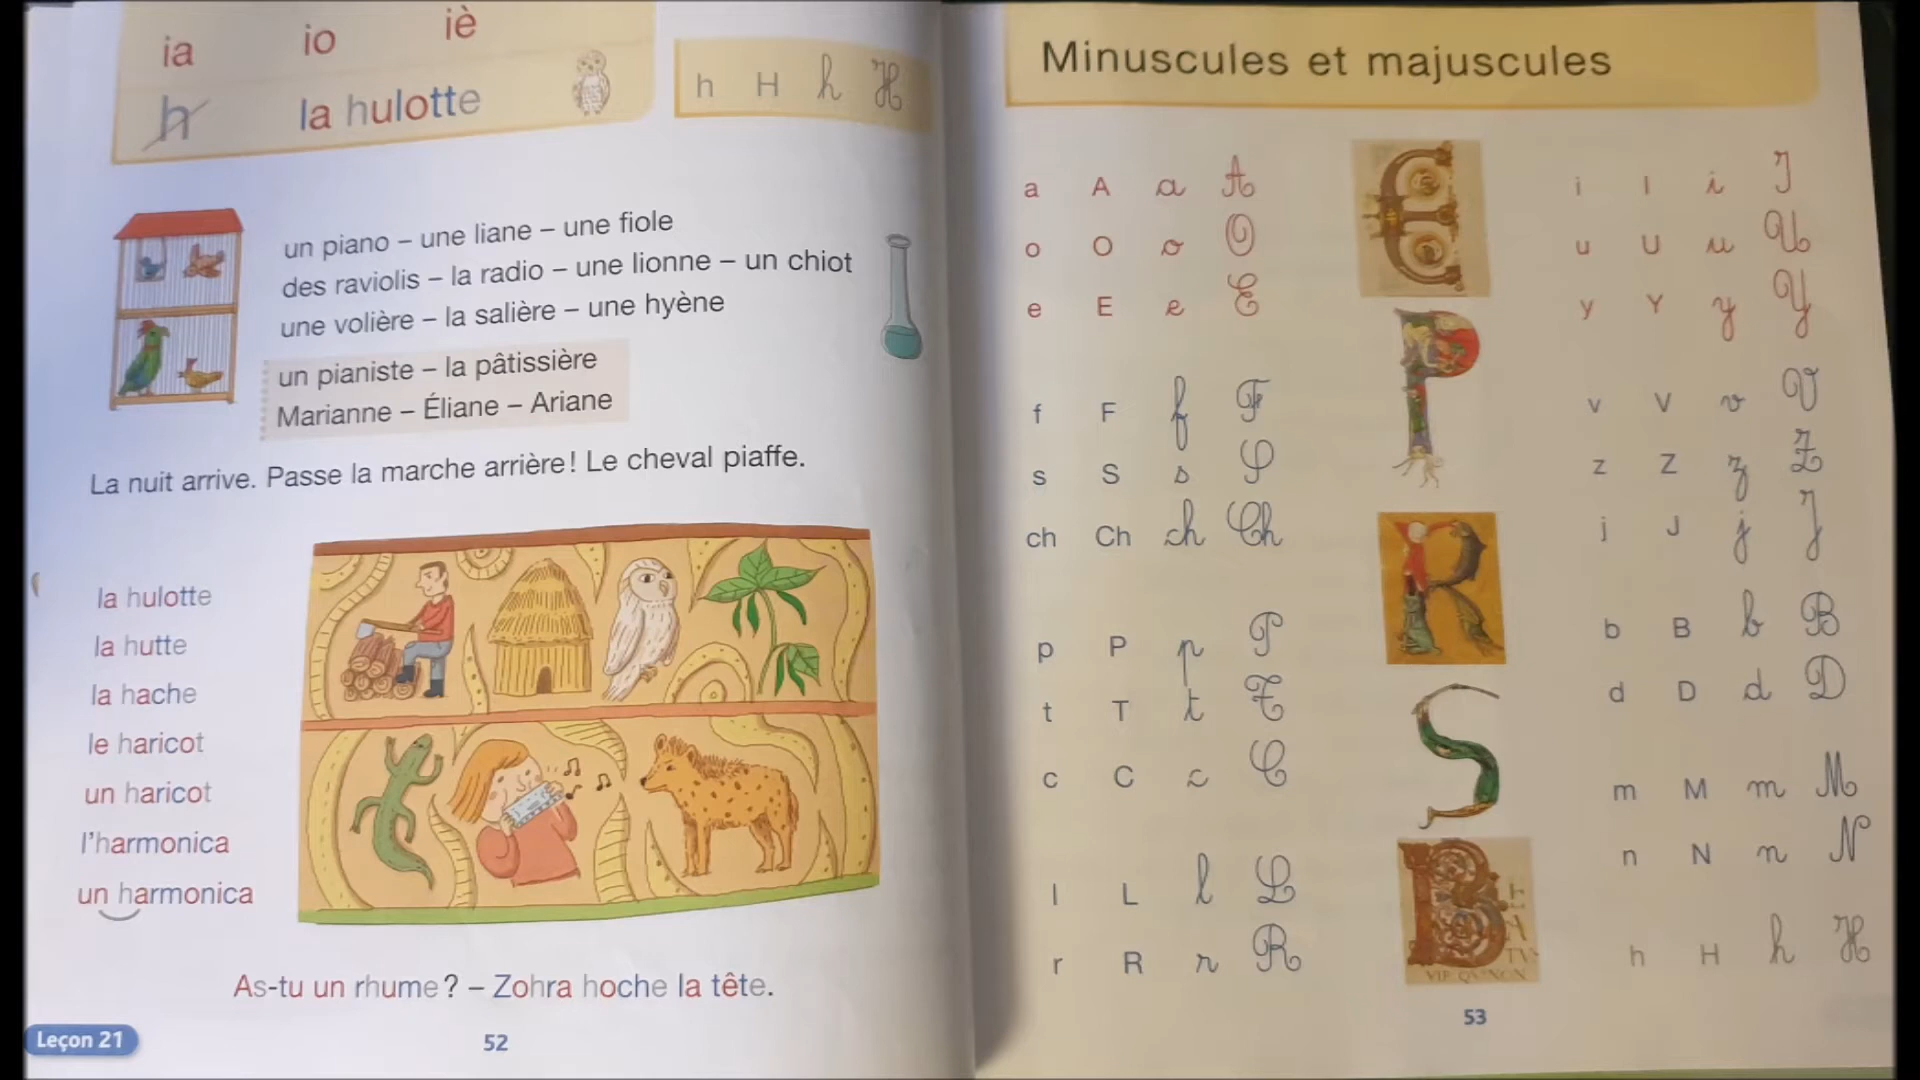 ia io iè
h la hulotte
h H h H
un piano – une liane – une fiole
des raviolis – la radio – une lionne – un chiot
une volière – la salière – une hyène
un pianiste – la pâtissière
Marianne – Éliane – Ariane
La nuit arrive. Passe la marche arrière! Le cheval piaffe.
la hulotte
la hutte
la hache
le haricot
un haricot
l'harmonica
un harmonica
As-tu un rhume? – Zohra hoche la tête.
Leçon 21
52
Minuscules et majuscules
a A a A
o O o O
e E e E
f F f F
s S s S
ch Ch ch Ch
p P p P
t T t T
c C c C
l L l L
r R r R
P
R
S
B
i I i I
u U u U
y Y y Y
v V v V
z Z z Z
j J j J
b B b B
d D d D
m M m M
n N n N
h H h H
53